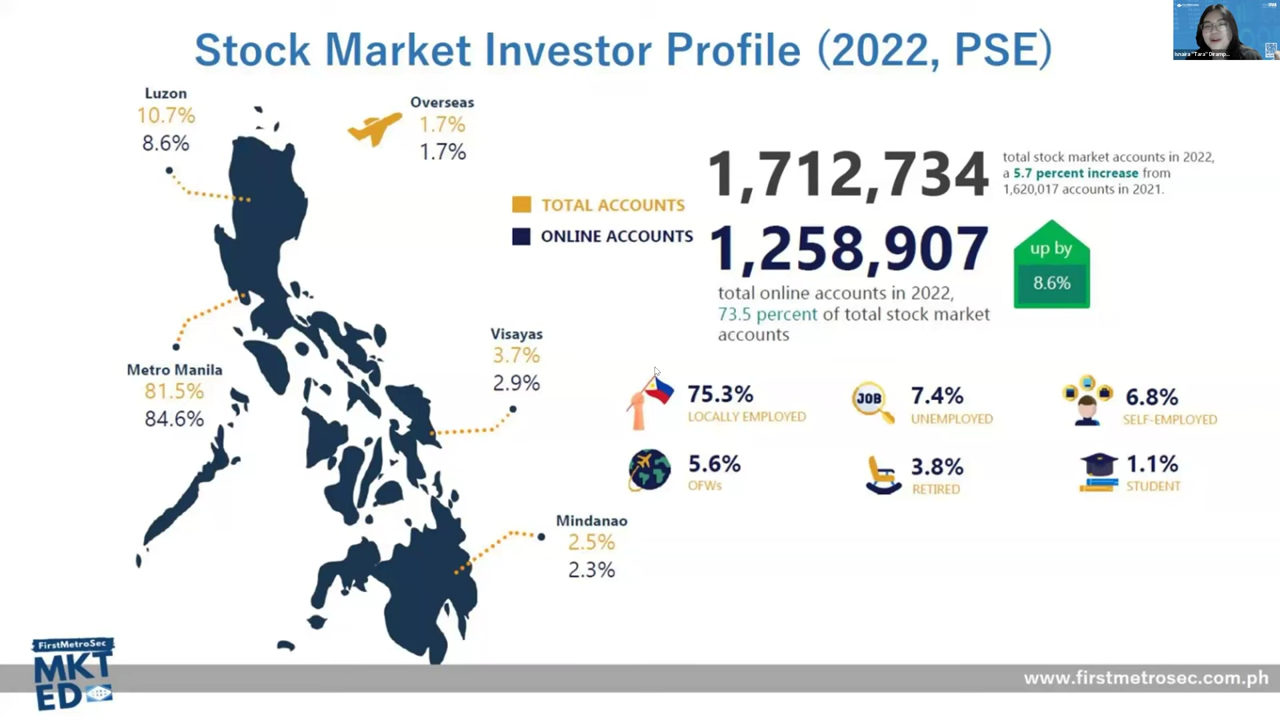 Stock Market Investor Profile (2022, PSE)
Luzon
10.7%
8.6%
Overseas
1.7%
1.7%
TOTAL ACCOUNTS
ONLINE ACCOUNTS
1,712,734
total stock market accounts in 2022,
a 5.7 percent increase from
1,620,017 accounts in 2021.
1,258,907
total online accounts in 2022,
73.5 percent of total stock market
accounts
up by
8.6%
Metro Manila
81.5%
84.6%
Visayas
3.7%
2.9%
Mindanao
2.5%
2.3%
75.3%
LOCALLY EMPLOYED
JOB
7.4%
UNEMPLOYED
6.8%
SELF-EMPLOYED
5.6%
OFWs
3.8%
RETIRED
1.1%
STUDENT
FirstMetroSec
MKT
ED
www.firstmetrosec.com.ph